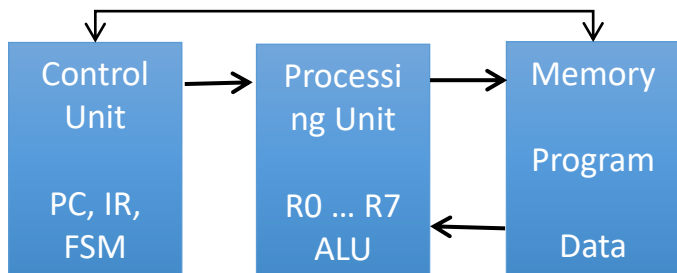 Control
Unit
PC, IR,
FSM
Processi
ng Unit
R0 … R7
ALU
Memory
Program
Data